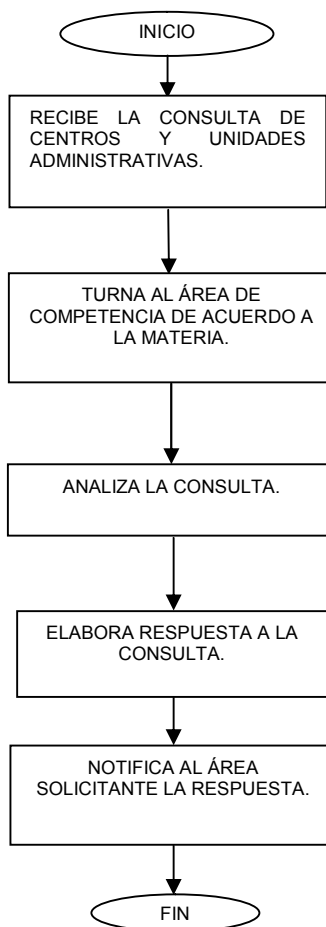 INICIO
RECIBE LA CONSULTA DE
CENTROS Y UNIDADES
ADMINISTRATIVAS.
TURNA AL ÁREA DE
COMPETENCIA DE ACUERDO A
LA MATERIA.
ANALIZA LA CONSULTA.
ELABORA RESPUESTA A LA
CONSULTA.
NOTIFICA AL ÁREA
SOLICITANTE LA RESPUESTA.
FIN